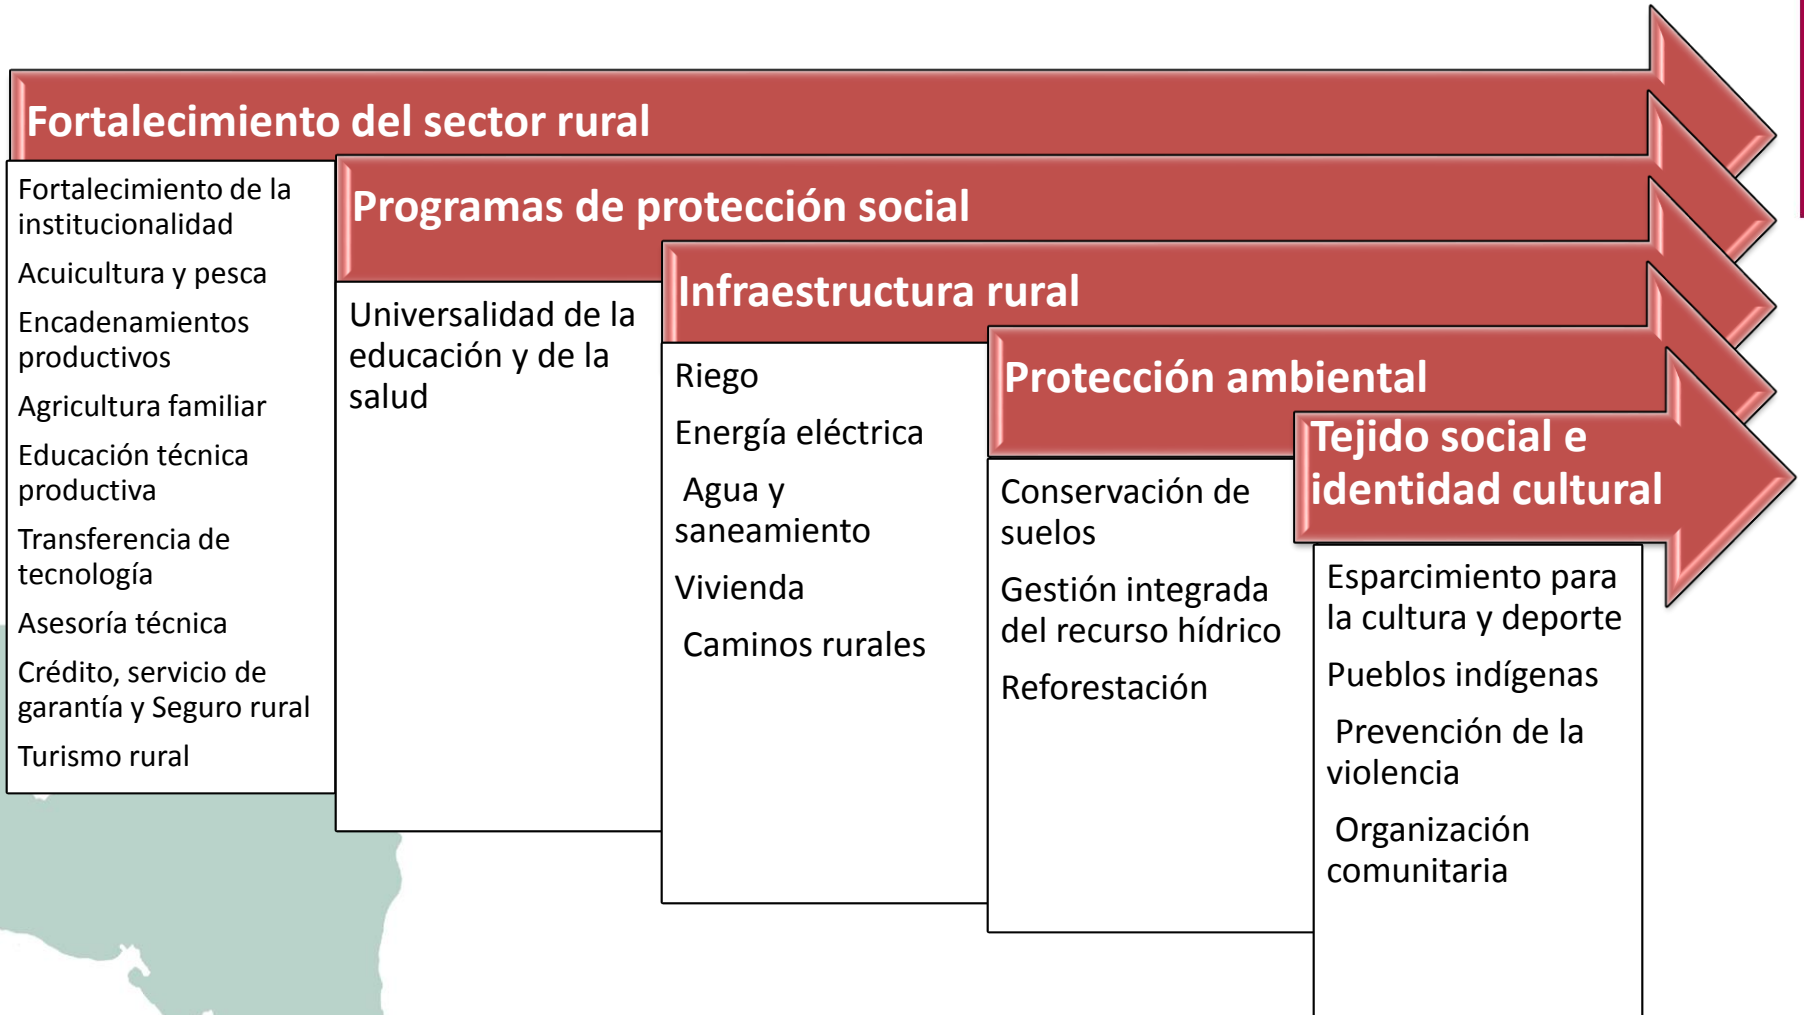 Fortalecimiento del sector rural
Fortalecimiento de la
institucionalidad
Acuicultura y pesca
Encadenamientos
productivos
Agricultura familiar
Educación técnica
productiva
Transferencia de
tecnología
Asesoría técnica
Crédito, servicio de
garantía y Seguro rural
Turismo rural
Programas de protección social
Universalidad de la
educación y de la
salud
Infraestructura rural
Riego
Energía eléctrica
Agua y
saneamiento
Vivienda
Caminos rurales
Protección ambiental
Conservación de
suelos
Gestión integrada
del recurso hídrico
Reforestación
Tejido social e
identidad cultural
Esparcimiento para
la cultura y deporte
Pueblos indígenas
Prevención de la
violencia
Organización
comunitaria